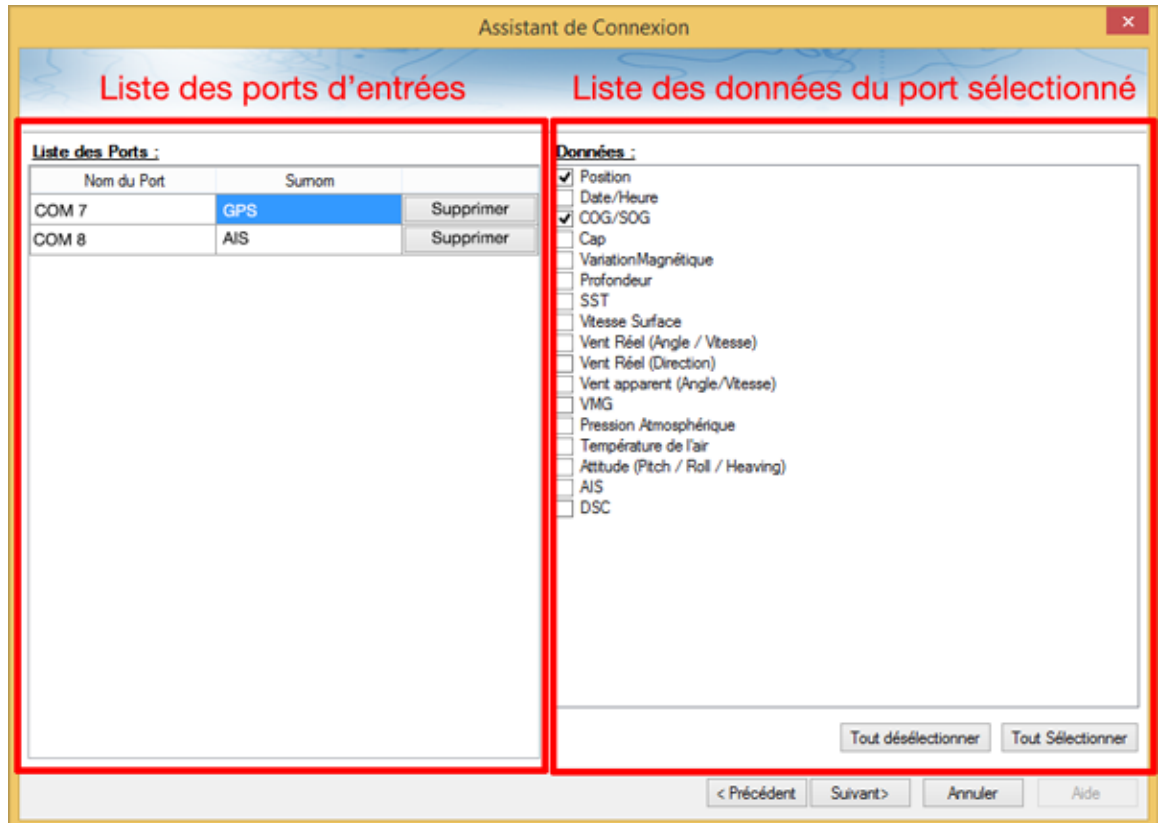 Assistant de Connexion
Liste des ports d'entrées
Liste des données du port sélectionné
Liste des Ports :
Nom du Port Surnom
COM 7 GPS Supprimer
COM 8 AIS Supprimer
Données :
Position
Date/Heure
COG/SOG
Cap
VariationMagnétique
Profondeur
SST
Vitesse Surface
Vent Réel (Angle / Vitesse)
Vent Réel (Direction)
Vent apparent (Angle/Vitesse)
VMG
Pression Atmosphérique
Température de l'air
Attitude (Pitch / Roll / Heaving)
AIS
DSC
Tout désélectionner Tout Sélectionner
< Précédent Suivant> Annuler Aide